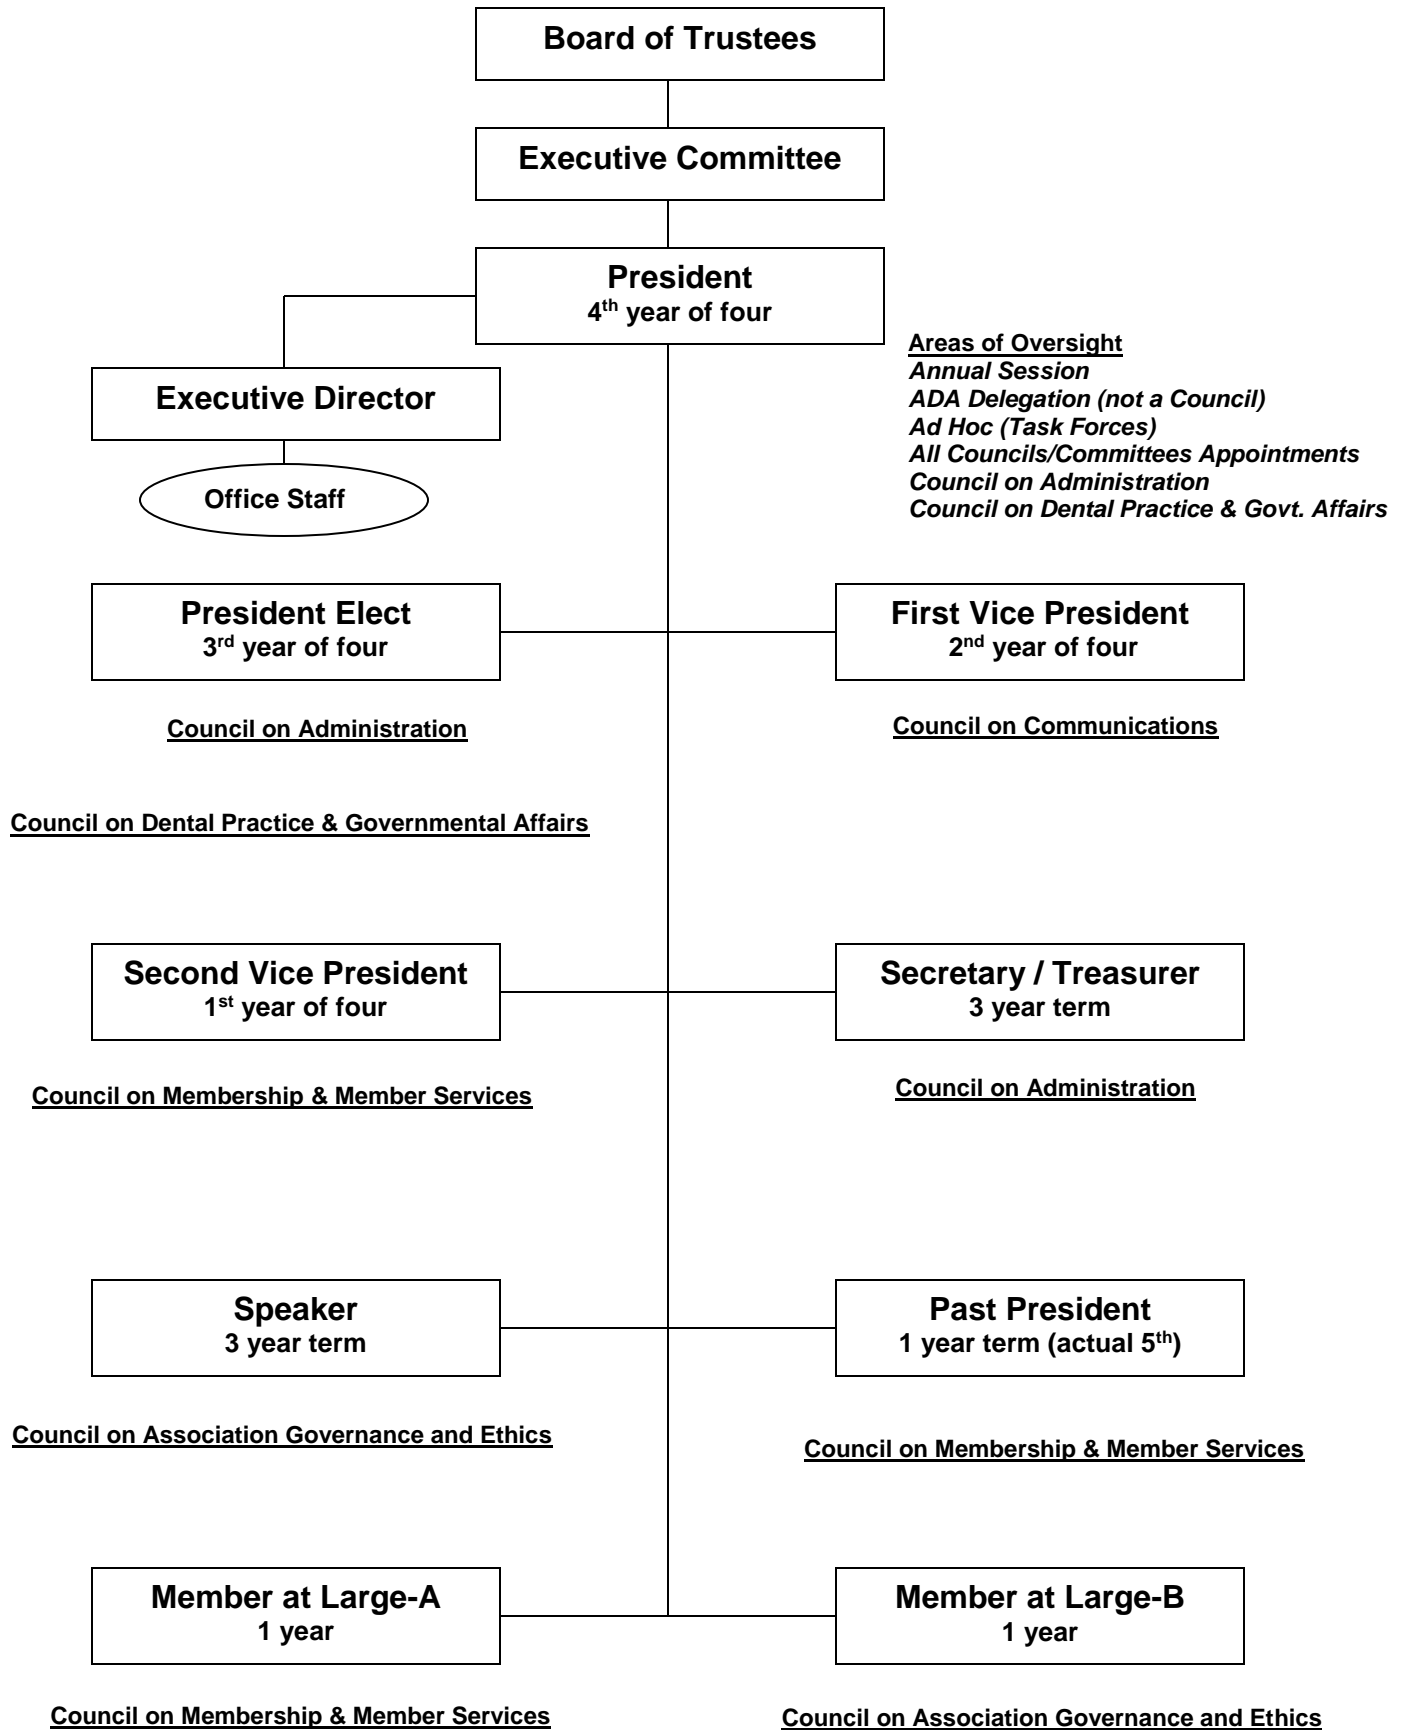 Board of Trustees
Executive Committee
President
4th year of four
Areas of Oversight
Annual Session
ADA Delegation (not a Council)
Ad Hoc (Task Forces)
All Councils/Committees Appointments
Council on Administration
Council on Dental Practice & Govt. Affairs
Executive Director
Office Staff
President Elect
3rd year of four
First Vice President
2nd year of four
Council on Administration
Council on Communications
Council on Dental Practice & Governmental Affairs
Second Vice President
1st year of four
Secretary / Treasurer
3 year term
Council on Membership & Member Services
Council on Administration
Speaker
3 year term
Past President
1 year term (actual 5th)
Council on Association Governance and Ethics
Council on Membership & Member Services
Member at Large-A
1 year
Member at Large-B
1 year
Council on Membership & Member Services
Council on Association Governance and Ethics